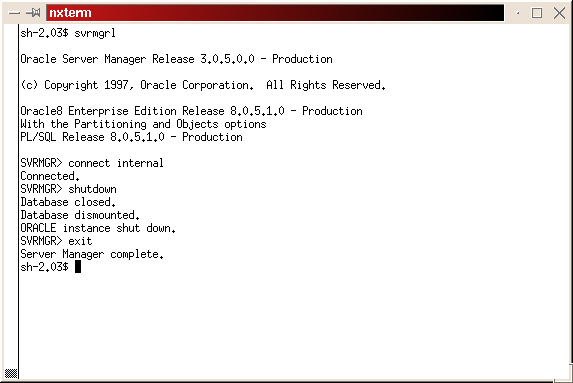 nxterm
sh-2.03$ svrmgrl
Oracle Server Manager Release 3.0.5.0.0 - Production
(c) Copyright 1997, Oracle Corporation.  All Rights Reserved.
Oracle8 Enterprise Edition Release 8.0.5.1.0 - Production
With the Partitioning and Objects options
PL/SQL Release 8.0.5.1.0 - Production
SVRMGR> connect internal
Connected.
SVRMGR> shutdown
Database closed.
Database dismounted.
ORACLE instance shut down.
SVRMGR> exit
Server Manager complete.
sh-2.03$